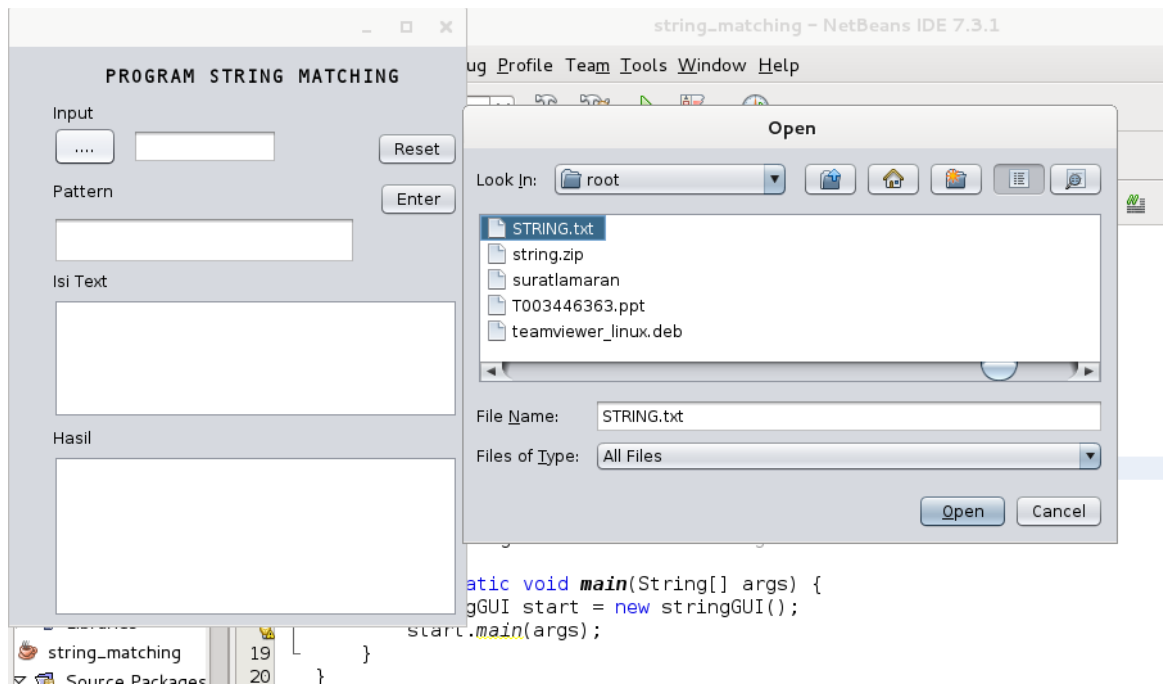 string_matching - NetBeans IDE 7.3.1
ug Profile Team Tools Window Help
PROGRAM STRING MATCHING
Input
....
Reset
Pattern
Enter
Isi Text
Hasil
Open
Look In: root
STRING.txt
string.zip
suratlamaran
T003446363.ppt
teamviewer_linux.deb
File Name: STRING.txt
Files of Type: All Files
Open Cancel
atic void main(String[] args) {
gGUI start = new stringGUI();
start.main(args);
19 }
20 }
string_matching
Source Packages